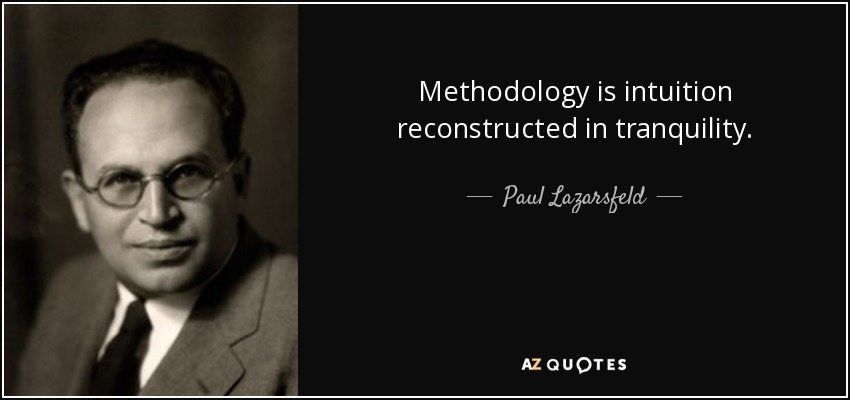 Methodology is intuition
reconstructed in tranquility.
Paul Lazarsfeld
AZ QUOTES